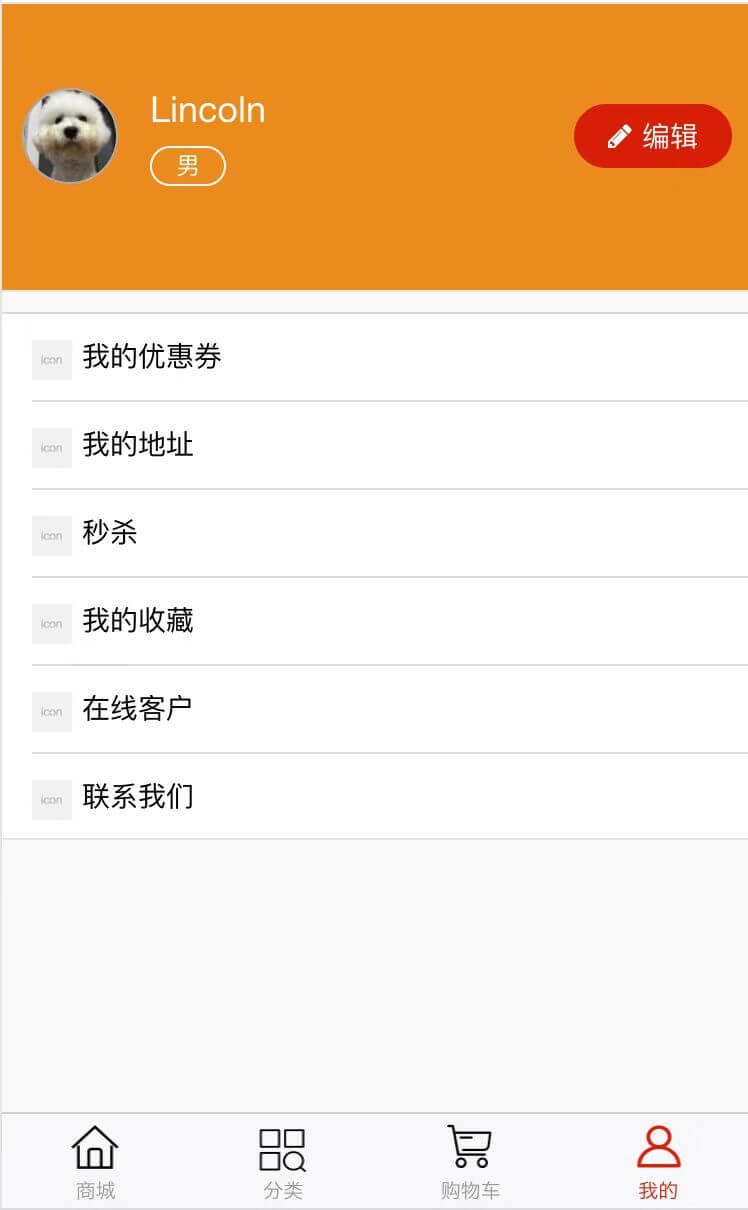 Lincoln
男
编辑
icon 我的优惠券
icon 我的地址
icon 秒杀
icon 我的收藏
icon 在线客户
icon 联系我们
商城 分类 购物车 我的